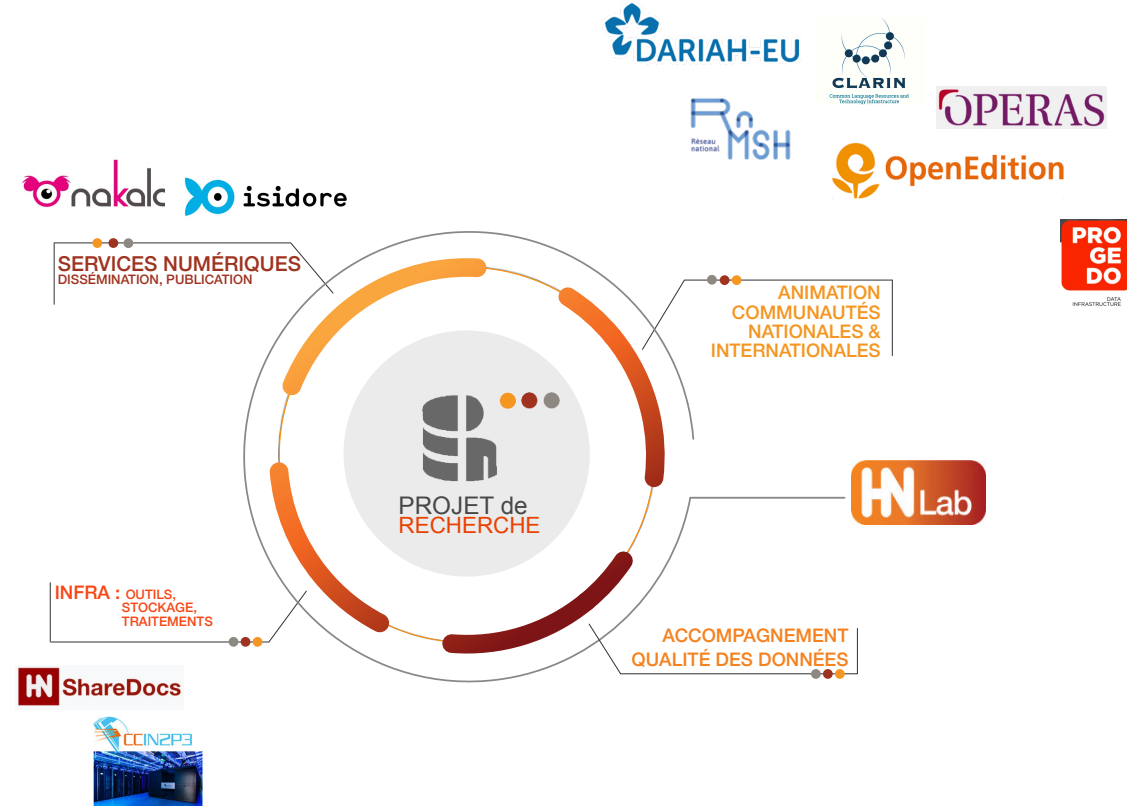 DARIAH-EU
CLARIN
Common Language Resources and
Technology Infrastructure
OPERAS
Réseau
national
RnMSH
OpenEdition
nakalc
isidore
PRO
GE
DO
DATA
INFRASTRUCTURE
SERVICES NUMÉRIQUES
DISSÉMINATION, PUBLICATION
ANIMATION
COMMUNAUTÉS
NATIONALES &
INTERNATIONALES
PROJET de
RECHERCHE
HN Lab
INFRA : OUTILS,
STOCKAGE,
TRAITEMENTS
ACCOMPAGNEMENT
QUALITÉ DES DONNÉES
HN ShareDocs
CCIN2P3